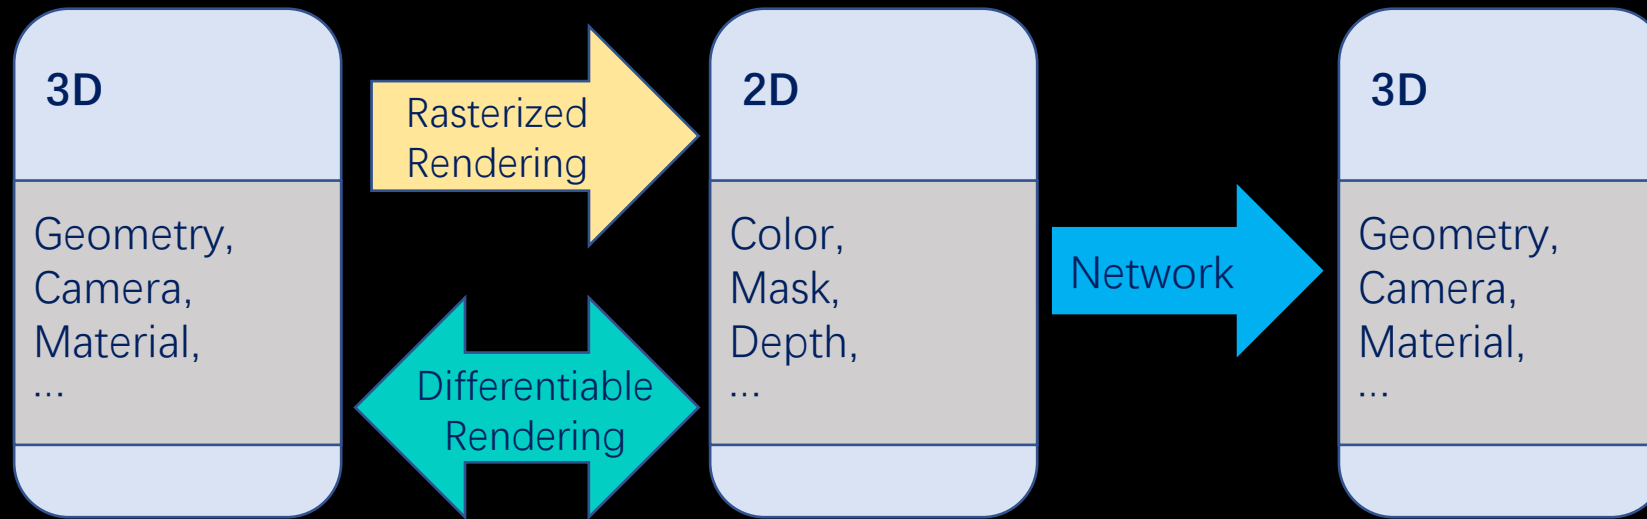 3D
Geometry,
Camera,
Material,
...
Rasterized
Rendering
Differentiable
Rendering
2D
Color,
Mask,
Depth,
...
Network
3D
Geometry,
Camera,
Material,
...